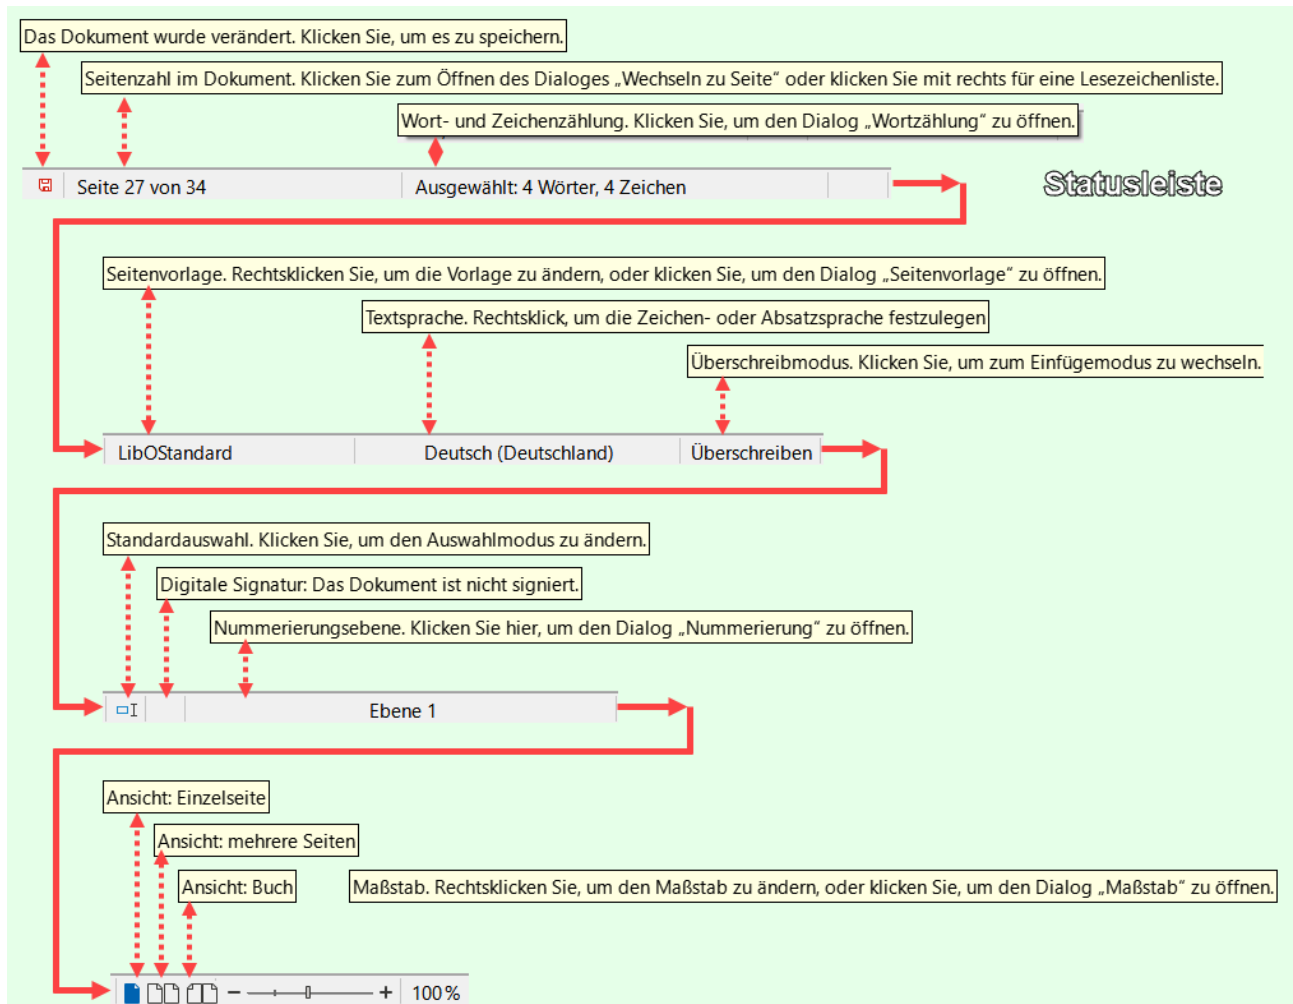 Das Dokument wurde verändert. Klicken Sie, um es zu speichern.
Seitenzahl im Dokument. Klicken Sie zum Öffnen des Dialoges „Wechseln zu Seite“ oder klicken Sie mit rechts für eine Lesezeichenliste.
Wort- und Zeichenzählung. Klicken Sie, um den Dialog „Wortzählung“ zu öffnen.
Seite 27 von 34
Ausgewählt: 4 Wörter, 4 Zeichen
Statusleiste
Seitenvorlage. Rechtsklicken Sie, um die Vorlage zu ändern, oder klicken Sie, um den Dialog „Seitenvorlage“ zu öffnen.
Textsprache. Rechtsklick, um die Zeichen- oder Absatzsprache festzulegen
Überschreibmodus. Klicken Sie, um zum Einfügemodus zu wechseln.
LibOStandard
Deutsch (Deutschland)
Überschreiben
Standardauswahl. Klicken Sie, um den Auswahlmodus zu ändern.
Digitale Signatur: Das Dokument ist nicht signiert.
Nummerierungsebene. Klicken Sie hier, um den Dialog „Nummerierung“ zu öffnen.
Ebene 1
Ansicht: Einzelseite
Ansicht: mehrere Seiten
Ansicht: Buch
Maßstab. Rechtsklicken Sie, um den Maßstab zu ändern, oder klicken Sie, um den Dialog „Maßstab“ zu öffnen.
100 %